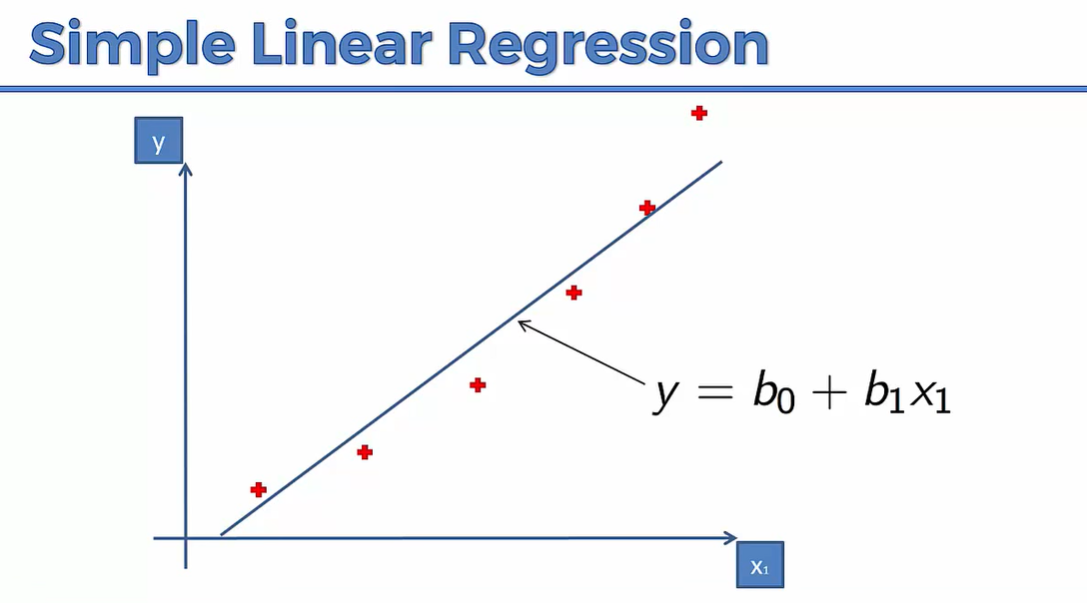 Simple Linear Regression
y
y = b₀ + b₁x₁
x₁